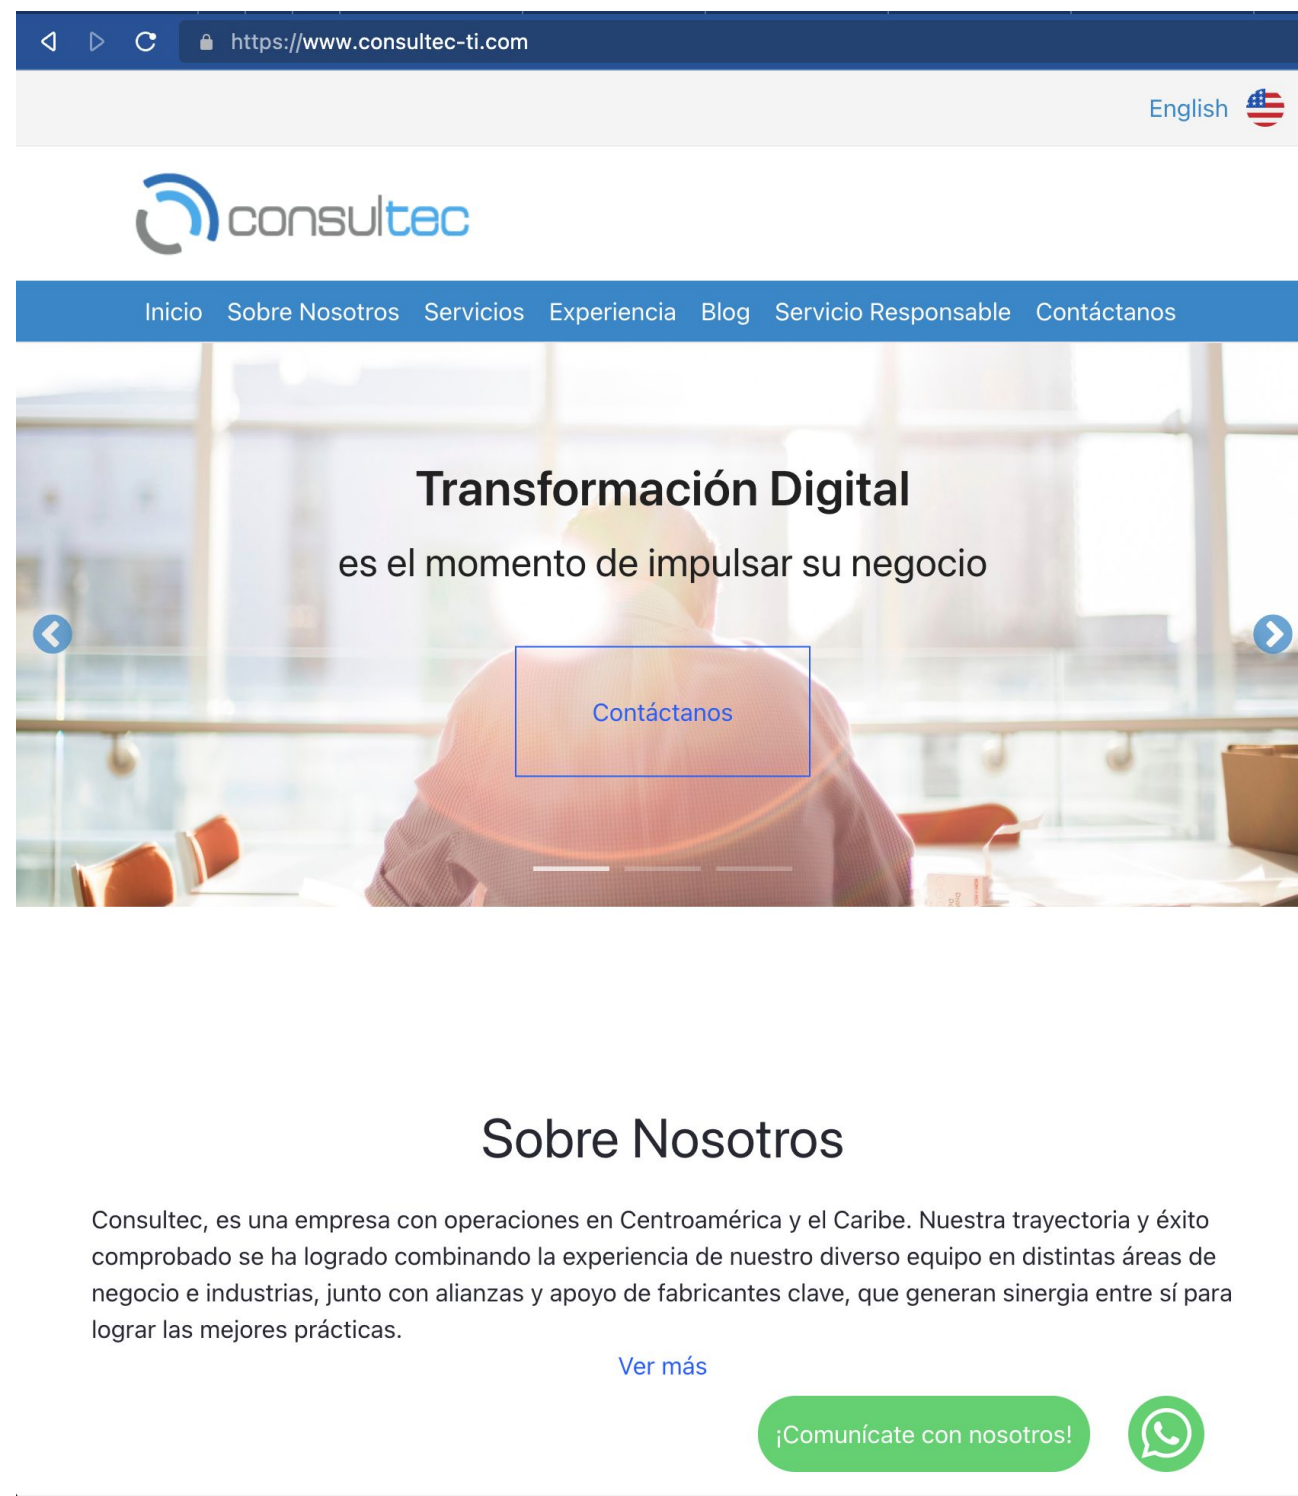 https://www.consultec-ti.com
English
consultec
Inicio Sobre Nosotros Servicios Experiencia Blog Servicio Responsable Contáctanos
Transformación Digital
es el momento de impulsar su negocio
Contáctanos
Sobre Nosotros
Consultec, es una empresa con operaciones en Centroamérica y el Caribe. Nuestra trayectoria y éxito
comprobado se ha logrado combinando la experiencia de nuestro diverso equipo en distintas áreas de
negocio e industrias, junto con alianzas y apoyo de fabricantes clave, que generan sinergia entre sí para
lograr las mejores prácticas.
Ver más
¡Comunícate con nosotros!